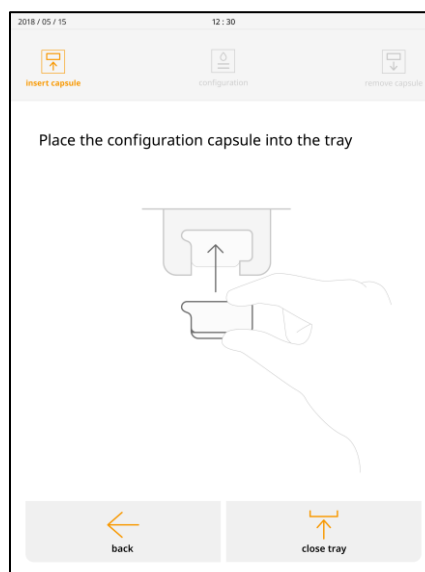 2018 / 05 / 15 12 : 30
insert capsule configuration remove capsule
Place the configuration capsule into the tray
back close tray